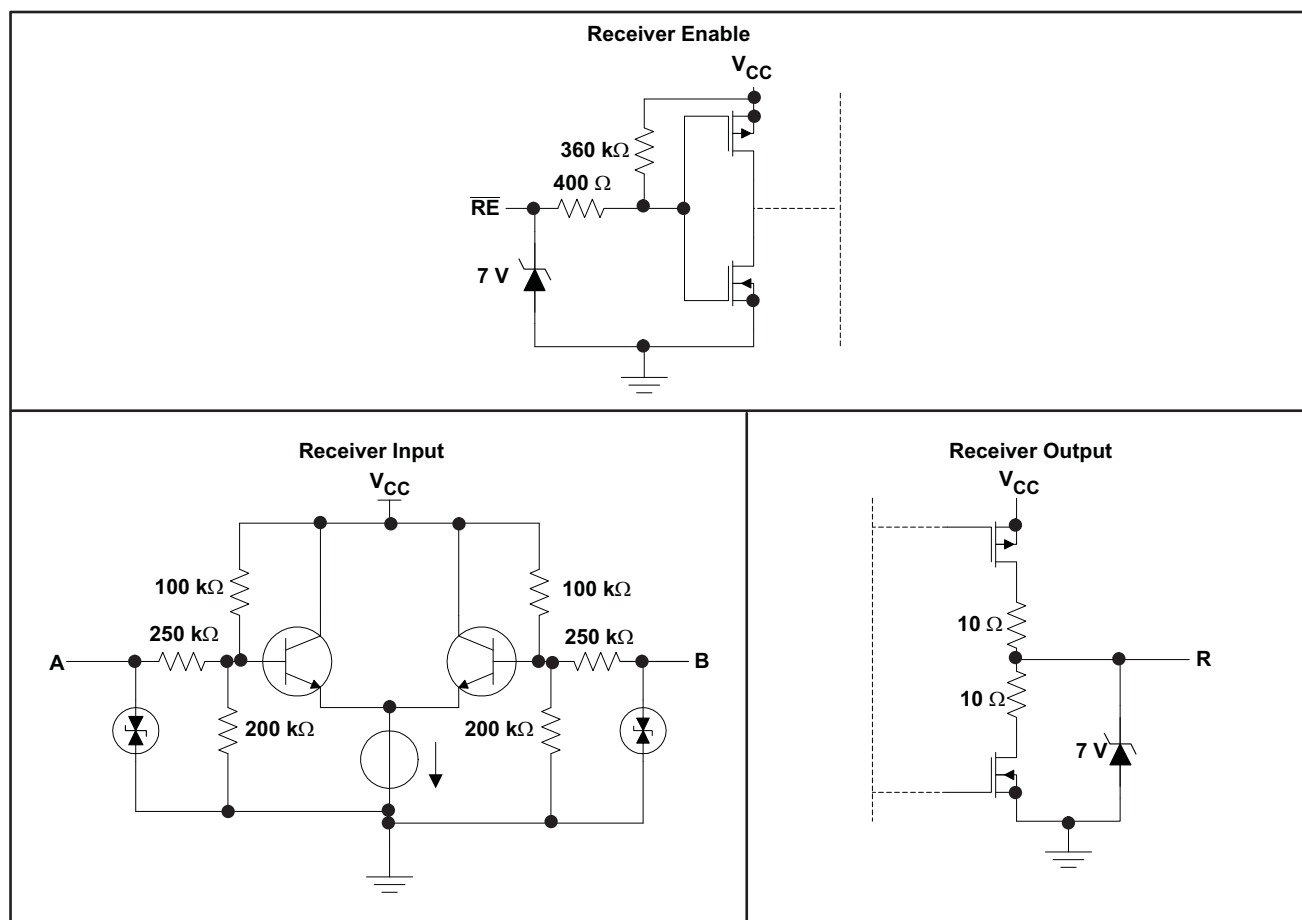 Receiver Enable
VCC
360 kΩ
400 Ω
RE
7 V
Receiver Input
VCC
100 kΩ
100 kΩ
250 kΩ
250 kΩ
A
B
200 kΩ
200 kΩ
Receiver Output
VCC
10 Ω
R
10 Ω
7 V